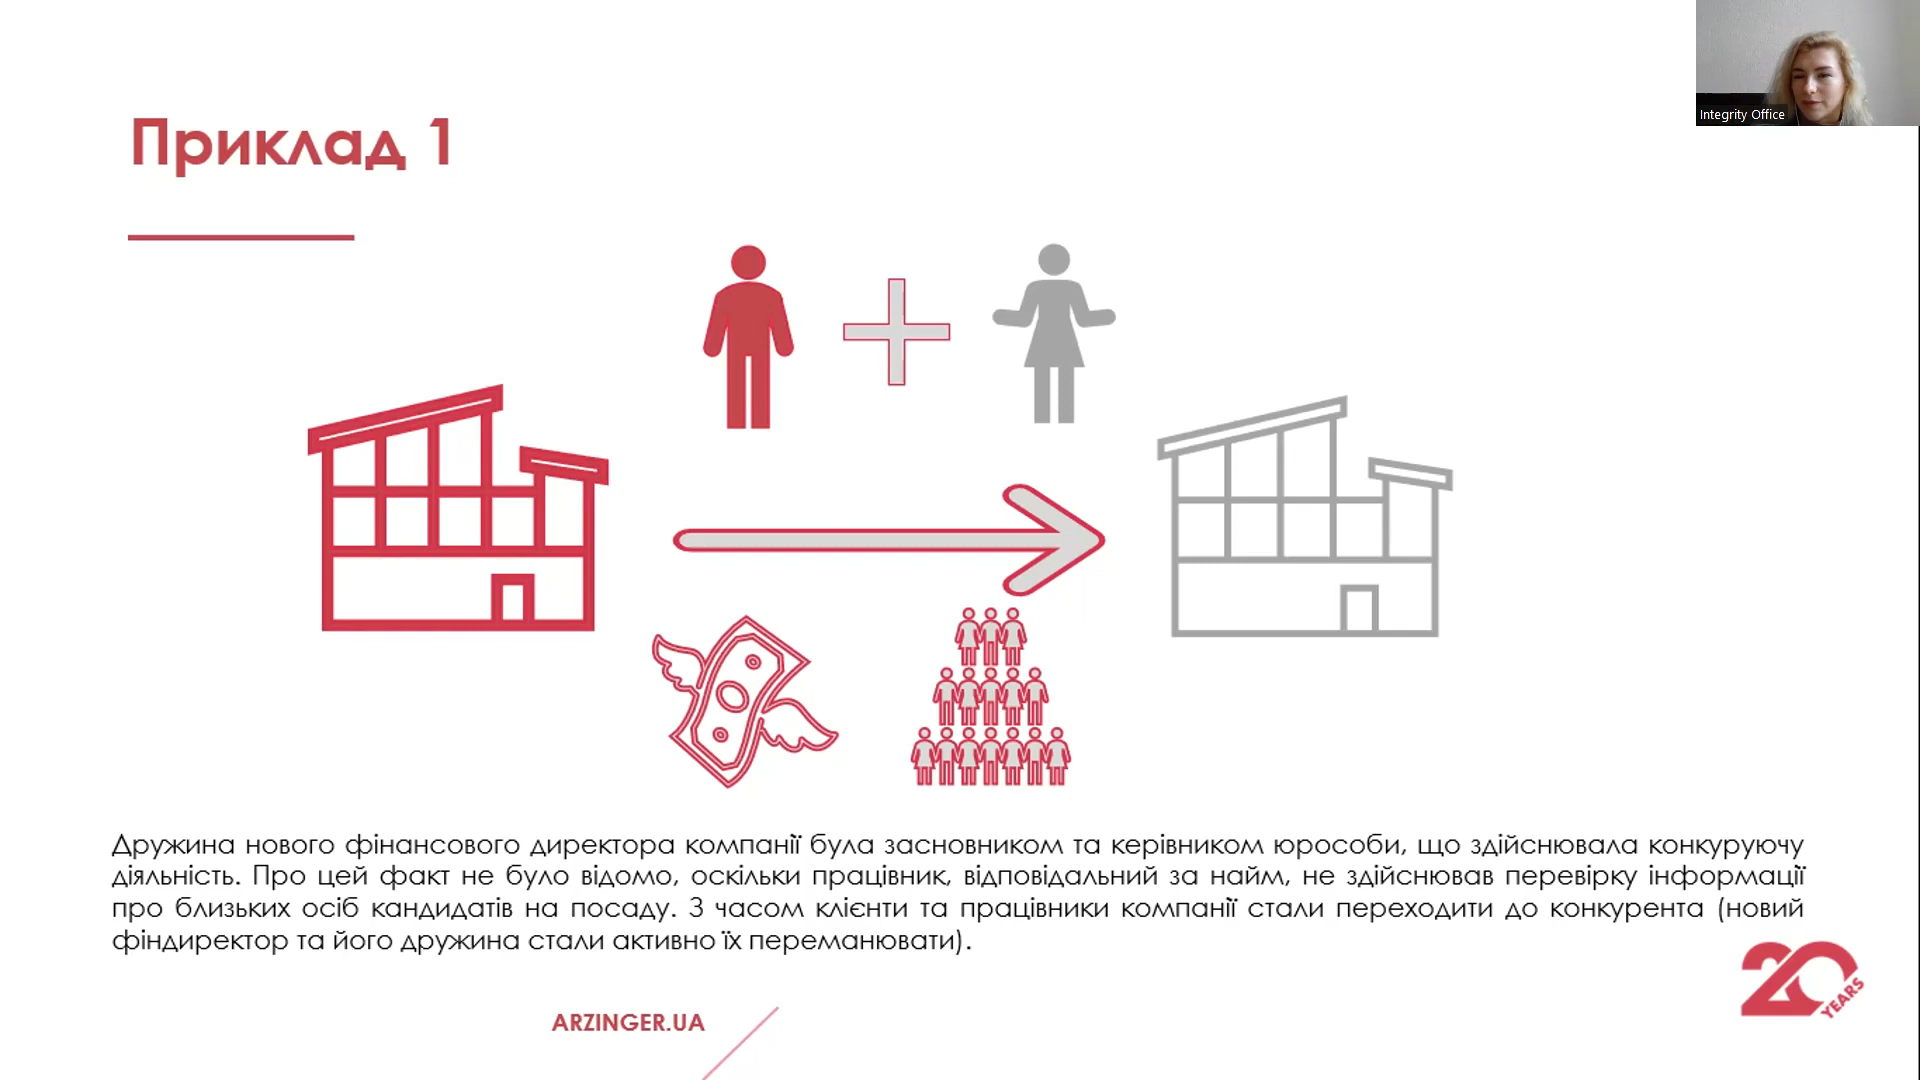 Integrity Office
Приклад 1
Дружина нового фінансового директора компанії була засновником та керівником юрособи, що здійснювала конкуруючу
діяльність. Про цей факт не було відомо, оскільки працівник, відповідальний за найм, не здійснював перевірку інформації
про близьких осіб кандидатів на посаду. З часом клієнти та працівники компанії стали переходити до конкурента (новий
фіндиректор та його дружина стали активно їх переманювати).
20
YEARS
ARZINGER.UA